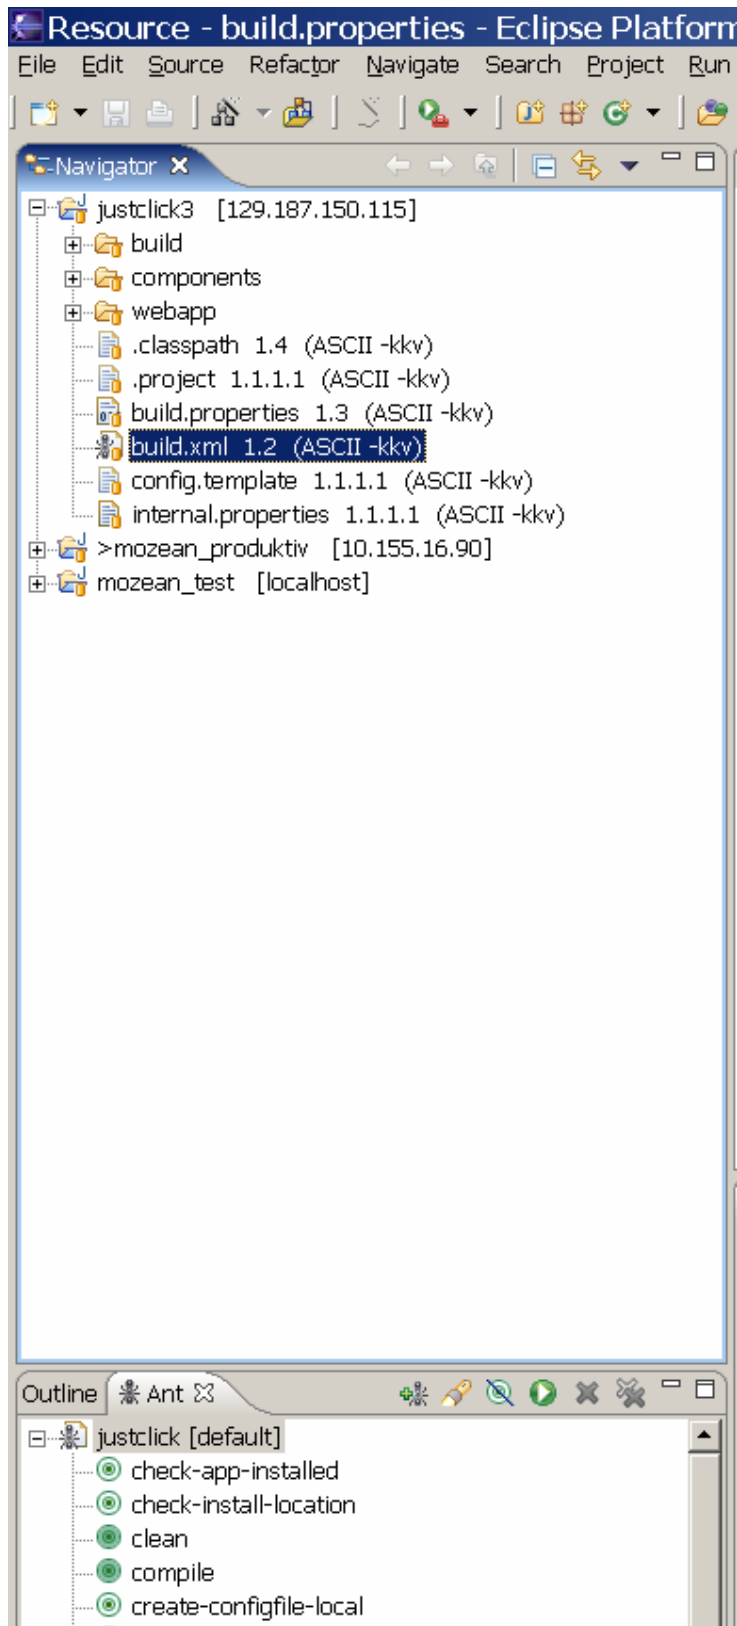 Resource - build.properties - Eclipse Platform
File Edit Source Refactor Navigate Search Project Run
Navigator
justclick3 [129.187.150.115]
build
components
webapp
.classpath 1.4 (ASCII -kkv)
.project 1.1.1.1 (ASCII -kkv)
build.properties 1.3 (ASCII -kkv)
build.xml 1.2 (ASCII -kkv)
config.template 1.1.1.1 (ASCII -kkv)
internal.properties 1.1.1.1 (ASCII -kkv)
>mozean_produktiv [10.155.16.90]
mozean_test [localhost]
Outline Ant
justclick [default]
check-app-installed
check-install-location
clean
compile
create-configfile-local